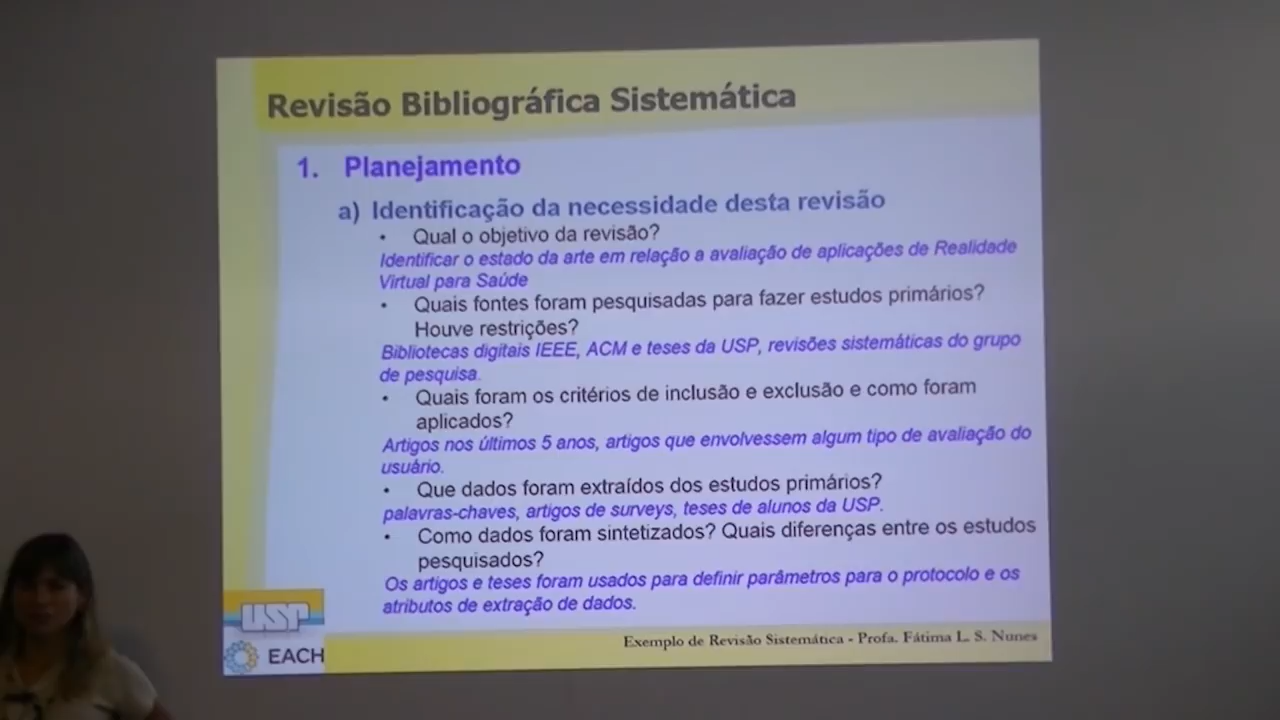 Revisão Bibliográfica Sistemática
1. Planejamento
a) Identificação da necessidade desta revisão
• Qual o objetivo da revisão?
Identificar o estado da arte em relação a avaliação de aplicações de Realidade
Virtual para Saúde
• Quais fontes foram pesquisadas para fazer estudos primários?
Houve restrições?
Bibliotecas digitais IEEE, ACM e teses da USP, revisões sistemáticas do grupo
de pesquisa.
• Quais foram os critérios de inclusão e exclusão e como foram
aplicados?
Artigos nos últimos 5 anos, artigos que envolvessem algum tipo de avaliação do
usuário.
• Que dados foram extraídos dos estudos primários?
palavras-chaves, artigos de surveys, teses de alunos da USP.
• Como dados foram sintetizados? Quais diferenças entre os estudos
pesquisados?
Os artigos e teses foram usados para definir parâmetros para o protocolo e os
atributos de extração de dados.
USP
EACH
Exemplo de Revisão Sistemática - Profa. Fátima L. S. Nunes